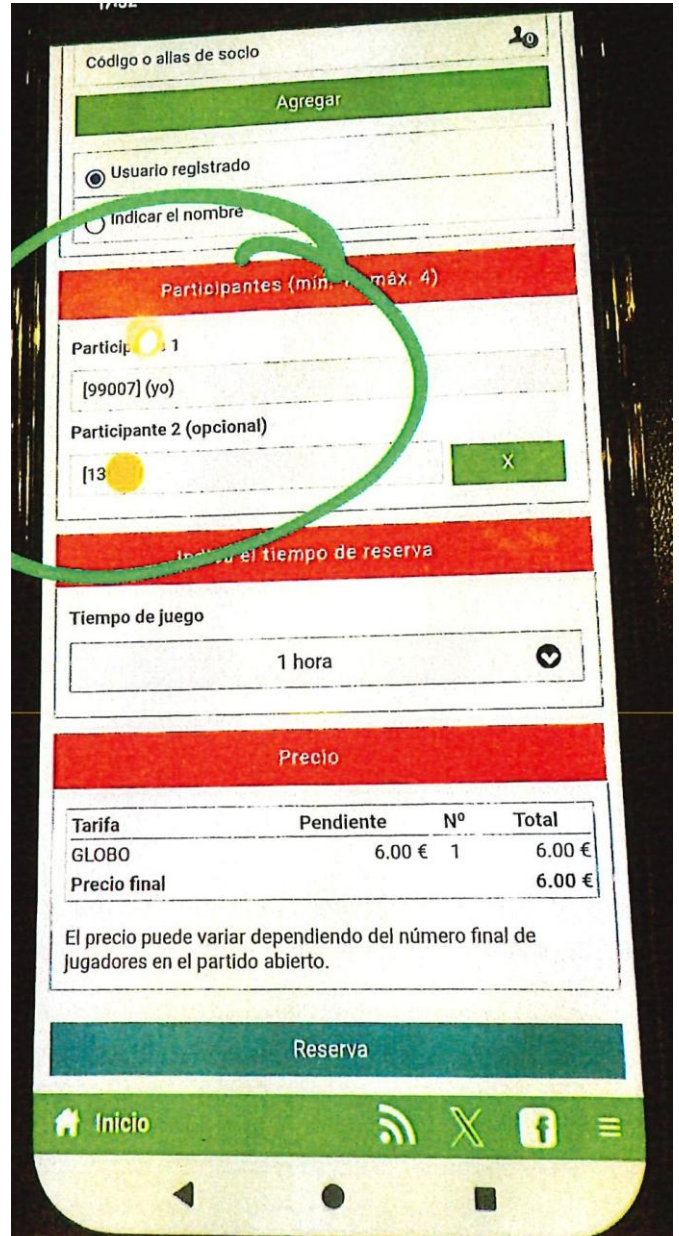 Código o alias de socio
Agregar
Usuario registrado
Indicar el nombre
Participantes (mín. máx. 4)
1
[99007] (yo)
Participante 2 (opcional)
[13
X
el tiempo de reserva
Tiempo de juego
1 hora
Precio
Tarifa Pendiente Nº Total
GLOBO 6.00 € 1 6.00 €
Precio final 6.00 €
El precio puede variar dependiendo del número final de
jugadores en el partido abierto.
Reserva
Inicio